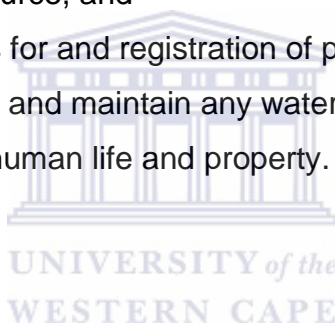 urce, and
for and registration of p
and maintain any water
human life and property.
UNIVERSITY of the
WESTERN CAPE